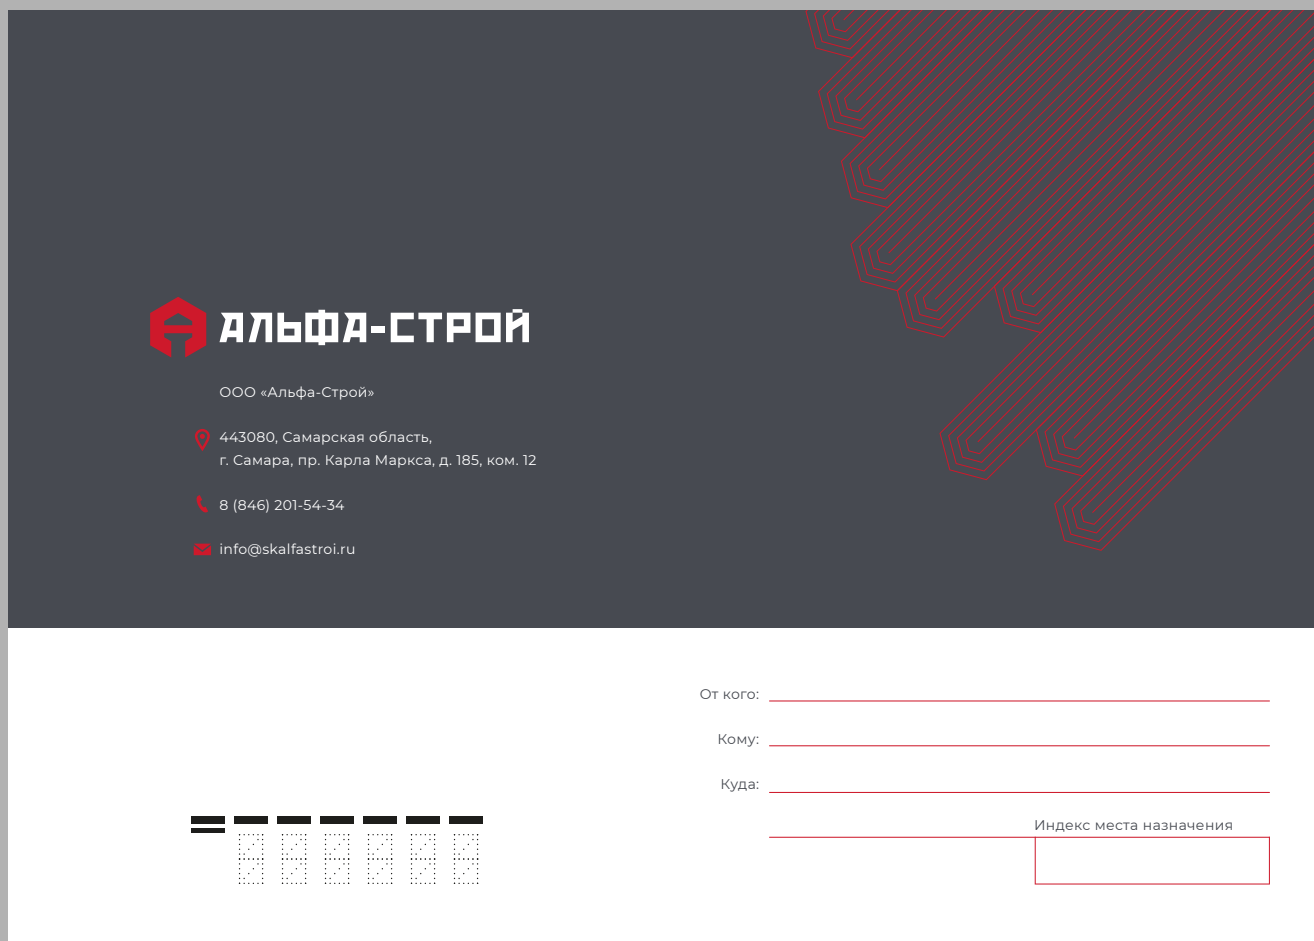 АЛЬФА-СТРОЙ
ООО «Альфа-Строй»
443080, Самарская область,
г. Самара, пр. Карла Маркса, д. 185, ком. 12
8 (846) 201-54-34
info@skalfastroi.ru
От кого:
Кому:
Куда:
Индекс места назначения